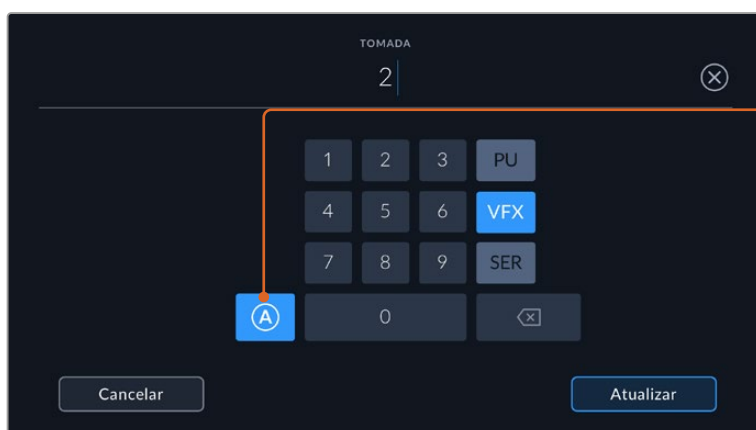 TOMADA
2
1 2 3 PU
4 5 6 VFX
7 8 9 SER
A 0
Cancelar Atualizar